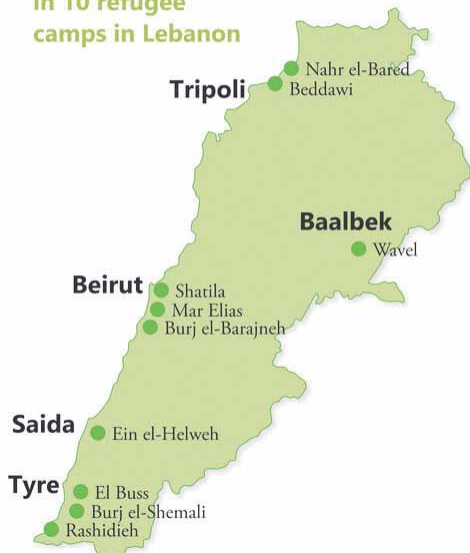 in 10 refugee
camps in Lebanon
Nahr el-Bared
Tripoli
Beddawi
Baalbek
Wavel
Beirut
Shatila
Mar Elias
Burj el-Barajneh
Saida
Ein el-Helweh
Tyre
El Buss
Burj el-Shemali
Rashidieh